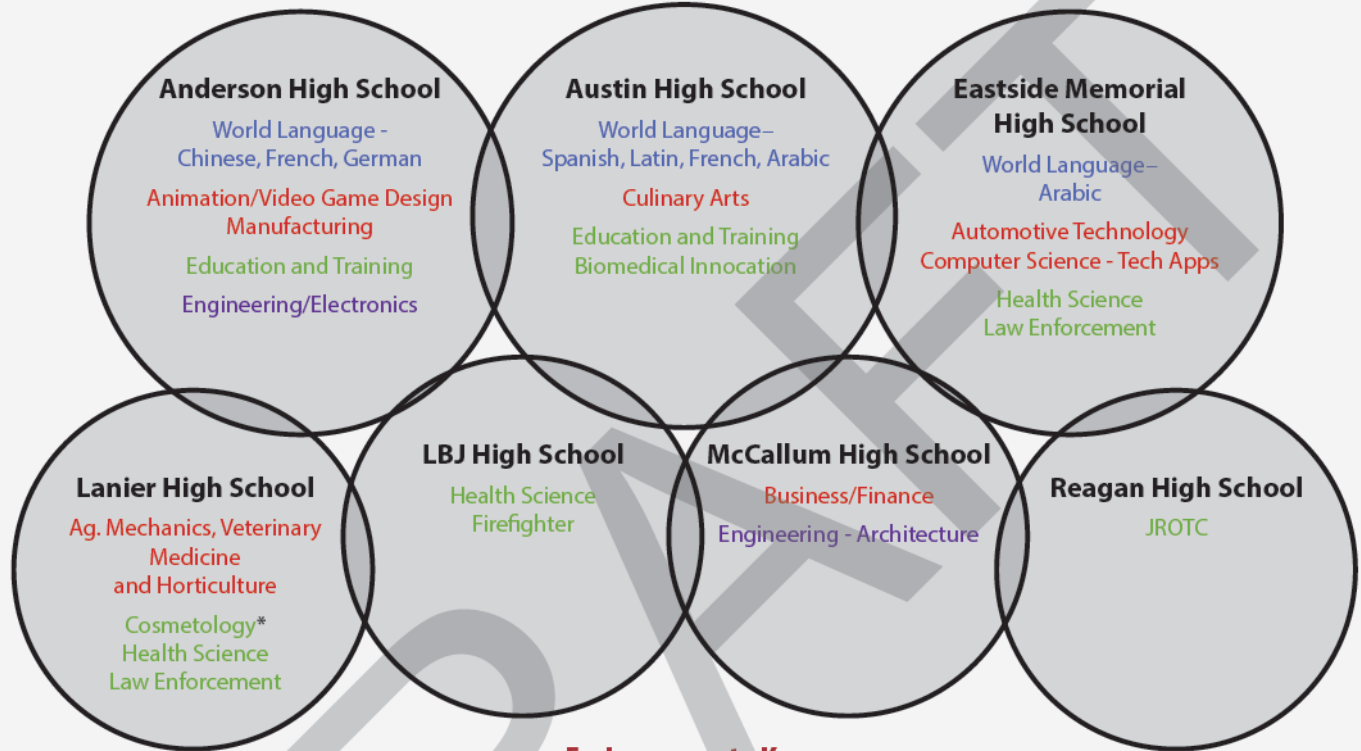 Anderson High School
World Language -
Chinese, French, German
Animation/Video Game Design
Manufacturing
Education and Training
Engineering/Electronics
Austin High School
World Language–
Spanish, Latin, French, Arabic
Culinary Arts
Education and Training
Biomedical Innocation
Eastside Memorial
High School
World Language–
Arabic
Automotive Technology
Computer Science - Tech Apps
Health Science
Law Enforcement
Lanier High School
Ag. Mechanics, Veterinary
Medicine
and Horticulture
Cosmetology*
Health Science
Law Enforcement
LBJ High School
Health Science
Firefighter
McCallum High School
Business/Finance
Engineering - Architecture
Reagan High School
JROTC